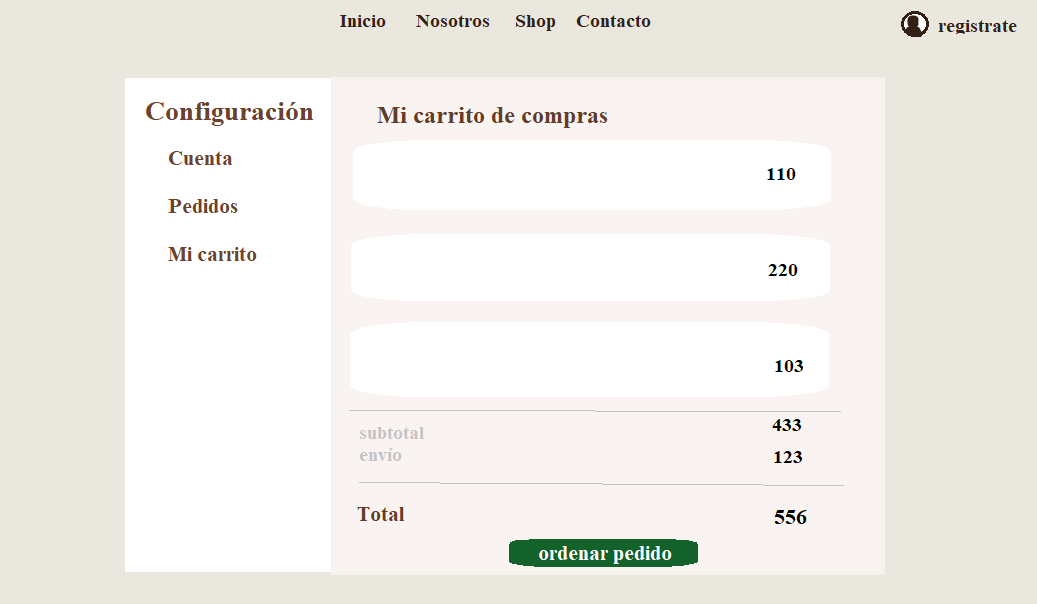 Inicio Nosotros Shop Contacto registrate
Configuración
Cuenta
Pedidos
Mi carrito
Mi carrito de compras
110
220
103
subtotal 433
envío 123
Total 556
ordenar pedido